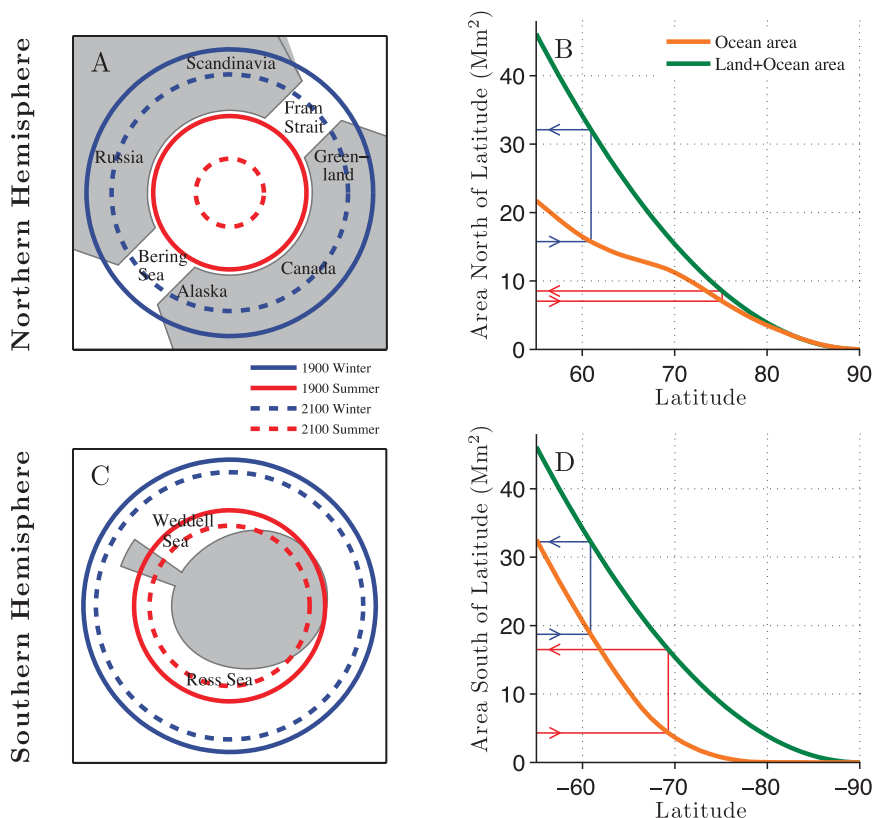 Northern Hemisphere
A
Scandinavia
Fram
Strait
Russia
Green–
land
Bering
Sea
Canada
Alaska
B
Ocean area
Land+Ocean area
Area North of Latitude (Mm²)
40
30
20
10
0
60
70
80
90
Latitude
1900 Winter
1900 Summer
2100 Winter
2100 Summer
Southern Hemisphere
C
Weddell
Sea
Ross Sea
D
Area South of Latitude (Mm²)
40
30
20
10
0
–60
–70
–80
–90
Latitude